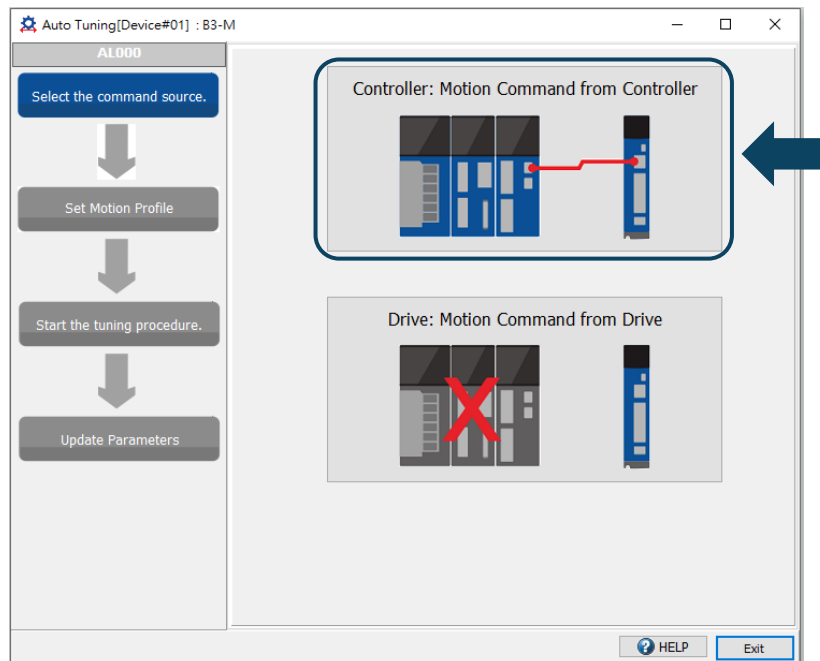 Auto Tuning[Device#01] : B3-M
AL000
Select the command source.
Set Motion Profile
Start the tuning procedure.
Update Parameters
Controller: Motion Command from Controller
Drive: Motion Command from Drive
HELP
Exit